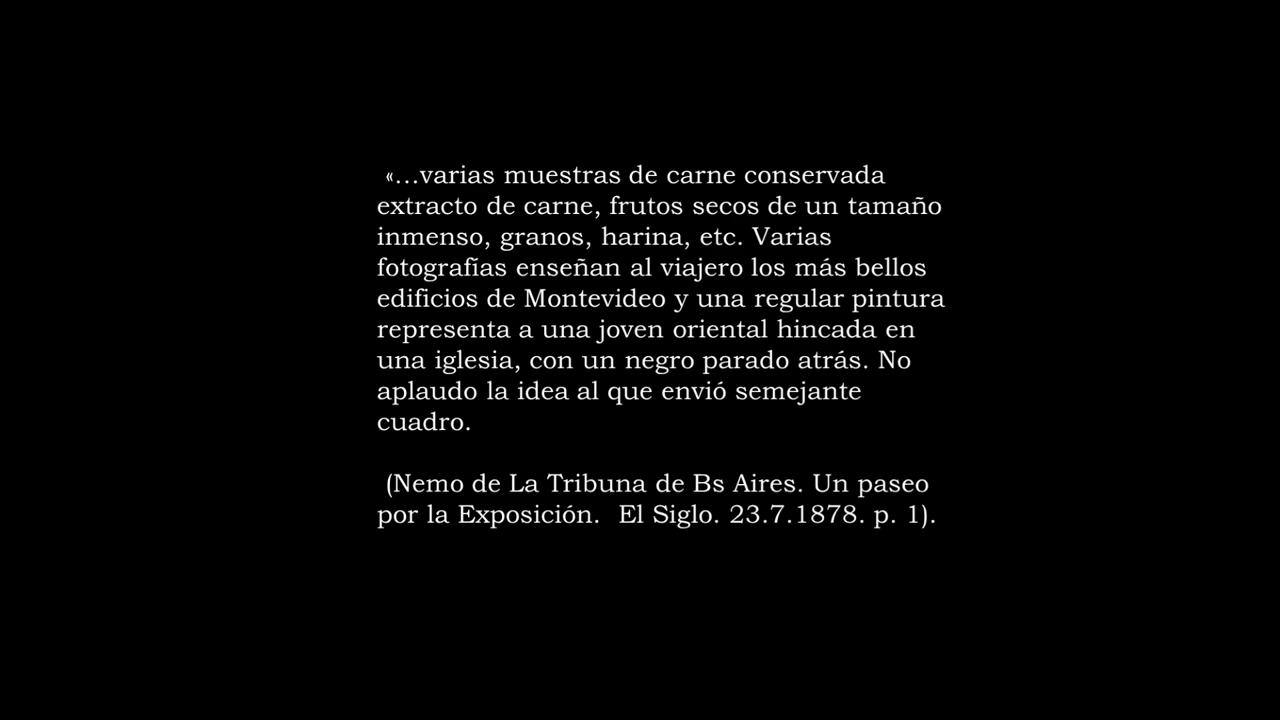 «...varias muestras de carne conservada
extracto de carne, frutos secos de un tamaño
inmenso, granos, harina, etc. Varias
fotografías enseñan al viajero los más bellos
edificios de Montevideo y una regular pintura
representa a una joven oriental hincada en
una iglesia, con un negro parado atrás. No
aplaudo la idea al que envió semejante
cuadro.
(Nemo de La Tribuna de Bs Aires. Un paseo
por la Exposición. El Siglo. 23.7.1878. p. 1).